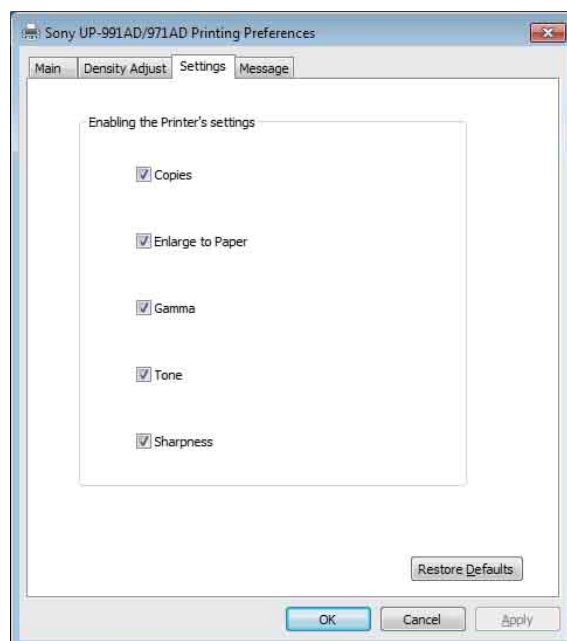 Sony UP-991AD/971AD Printing Preferences
Main Density Adjust Settings Message
Enabling the Printer's settings
Copies
Enlarge to Paper
Gamma
Tone
Sharpness
Restore Defaults
OK Cancel Apply